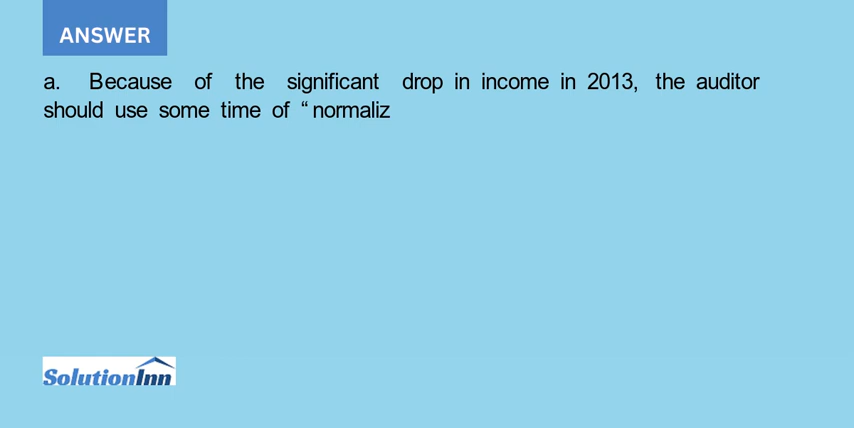 ANSWER
a. Because of the significant drop in income in 2013, the auditor
should use some time of “ normaliz
SolutionInn